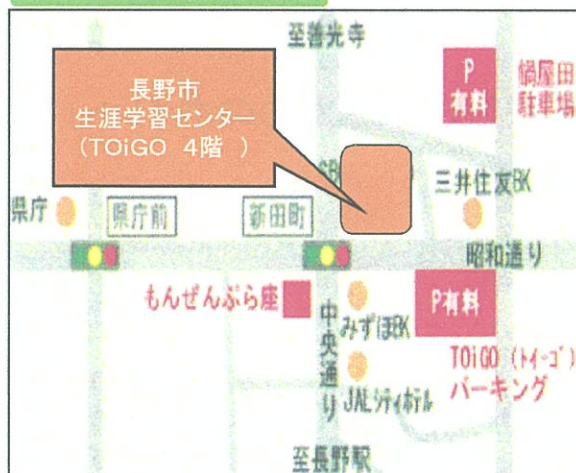 至善光寺
長野市
生涯学習センター
(TOiGO 4階 )
P
有料
鍋屋田
駐車場
三井住友BK
県庁
県庁前
新田町
昭和通り
もんぜんぷら座
みずほBK
P有料
中央通り
JALシティホテル
TOiGO (トイーゴ)
パーキング
至長野駅